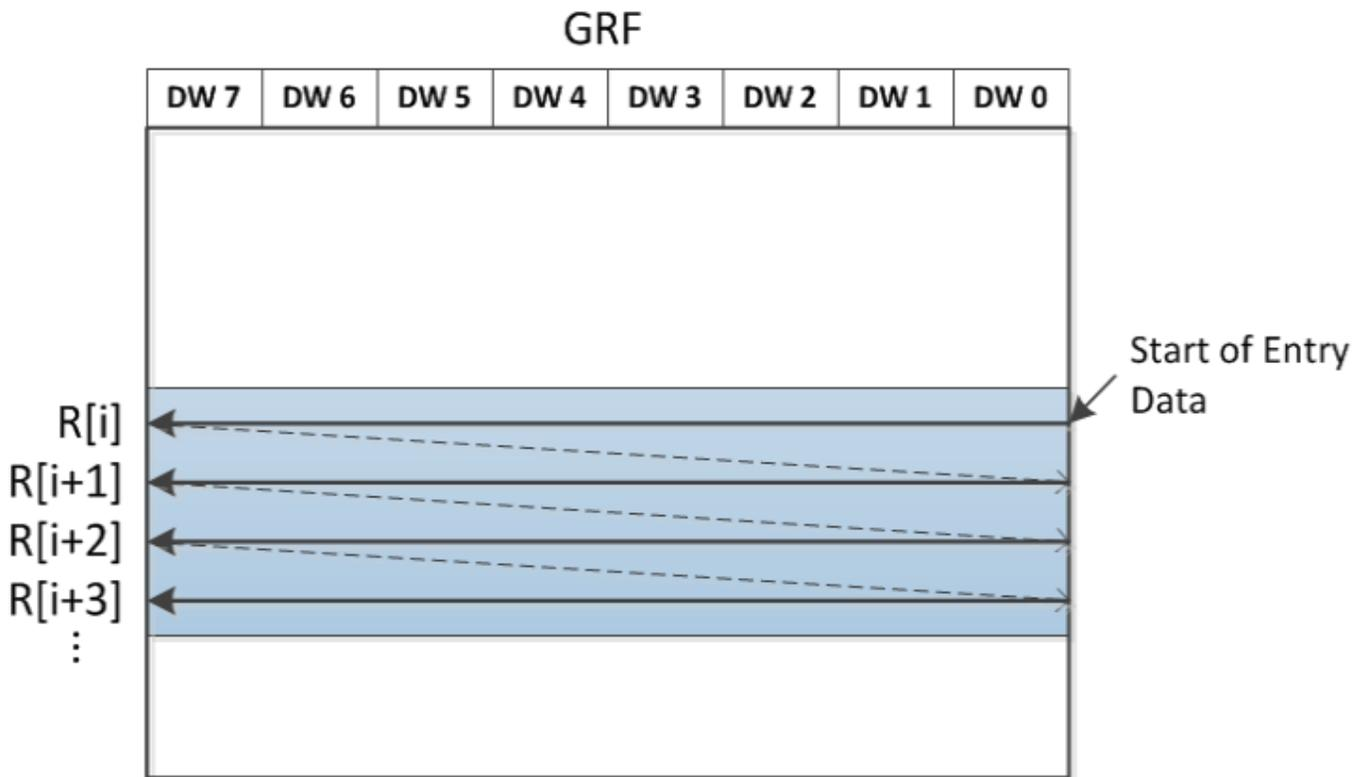 GRF
DW 7 DW 6 DW 5 DW 4 DW 3 DW 2 DW 1 DW 0
Start of Entry
Data
R[i]
R[i+1]
R[i+2]
R[i+3]
⋮